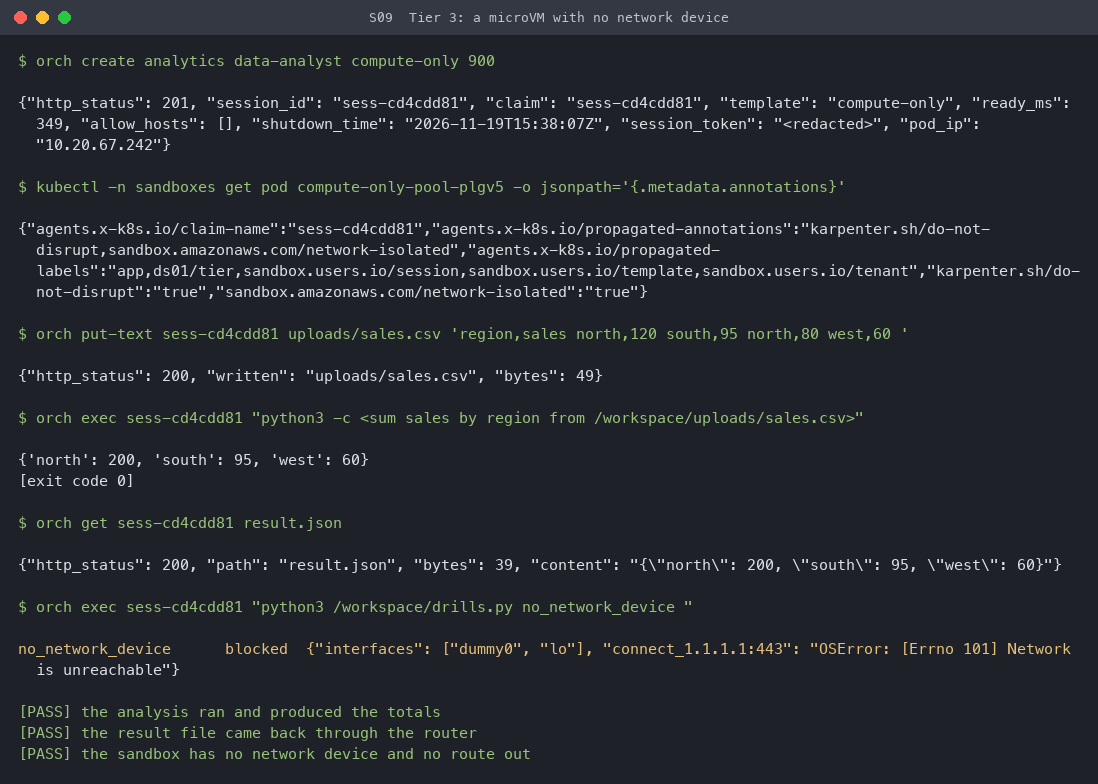 S09  Tier 3: a microVM with no network device
$ orch create analytics data-analyst compute-only 900
{"http_status": 201, "session_id": "sess-cd4cdd81", "claim": "sess-cd4cdd81", "template": "compute-only", "ready_ms":
349, "allow_hosts": [], "shutdown_time": "2026-11-19T15:38:07Z", "session_token": "<redacted>", "pod_ip":
"10.20.67.242"}
$ kubectl -n sandboxes get pod compute-only-pool-plgv5 -o jsonpath='{.metadata.annotations}'
{"agents.x-k8s.io/claim-name":"sess-cd4cdd81","agents.x-k8s.io/propagated-annotations":"karpenter.sh/do-not-
disrupt,sandbox.amazonaws.com/network-isolated","agents.x-k8s.io/propagated-
labels":"app,ds01/tier,sandbox.users.io/session,sandbox.users.io/template,sandbox.users.io/tenant","karpenter.sh/do-
not-disrupt":"true","sandbox.amazonaws.com/network-isolated":"true"}
$ orch put-text sess-cd4cdd81 uploads/sales.csv 'region,sales north,120 south,95 north,80 west,60 '
{"http_status": 200, "written": "uploads/sales.csv", "bytes": 49}
$ orch exec sess-cd4cdd81 "python3 -c <sum sales by region from /workspace/uploads/sales.csv>"
{'north': 200, 'south': 95, 'west': 60}
[exit code 0]
$ orch get sess-cd4cdd81 result.json
{"http_status": 200, "path": "result.json", "bytes": 39, "content": "{\"north\": 200, \"south\": 95, \"west\": 60}"}
$ orch exec sess-cd4cdd81 "python3 /workspace/drills.py no_network_device "
no_network_device      blocked  {"interfaces": ["dummy0", "lo"], "connect_1.1.1.1:443": "OSError: [Errno 101] Network
is unreachable"}
[PASS] the analysis ran and produced the totals
[PASS] the result file came back through the router
[PASS] the sandbox has no network device and no route out